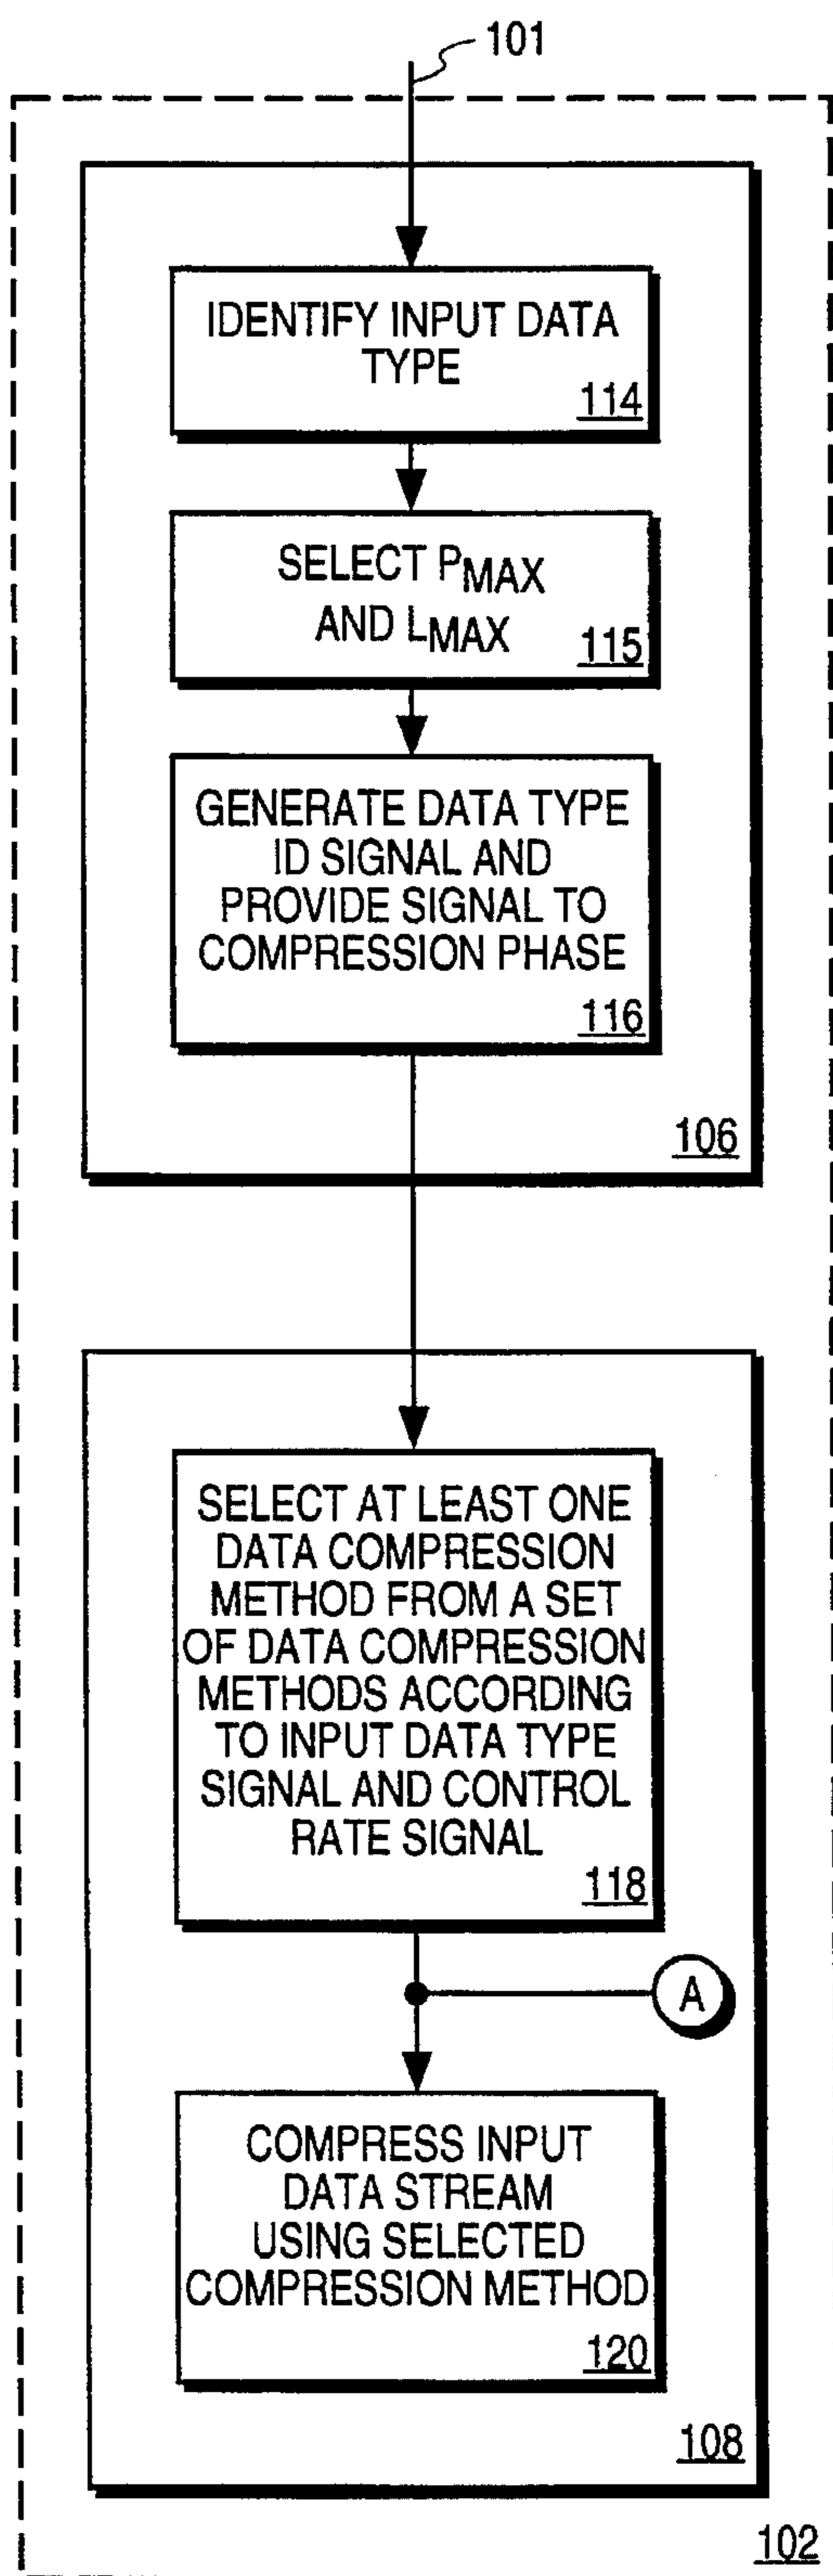 101
IDENTIFY INPUT DATA
TYPE
114
SELECT PMAX
AND LMAX
115
GENERATE DATA TYPE
ID SIGNAL AND
PROVIDE SIGNAL TO
COMPRESSION PHASE
116
106
SELECT AT LEAST ONE
DATA COMPRESSION
METHOD FROM A SET
OF DATA COMPRESSION
METHODS ACCORDING
TO INPUT DATA TYPE
SIGNAL AND CONTROL
RATE SIGNAL
118
A
COMPRESS INPUT
DATA STREAM
USING SELECTED
COMPRESSION METHOD
120
108
102